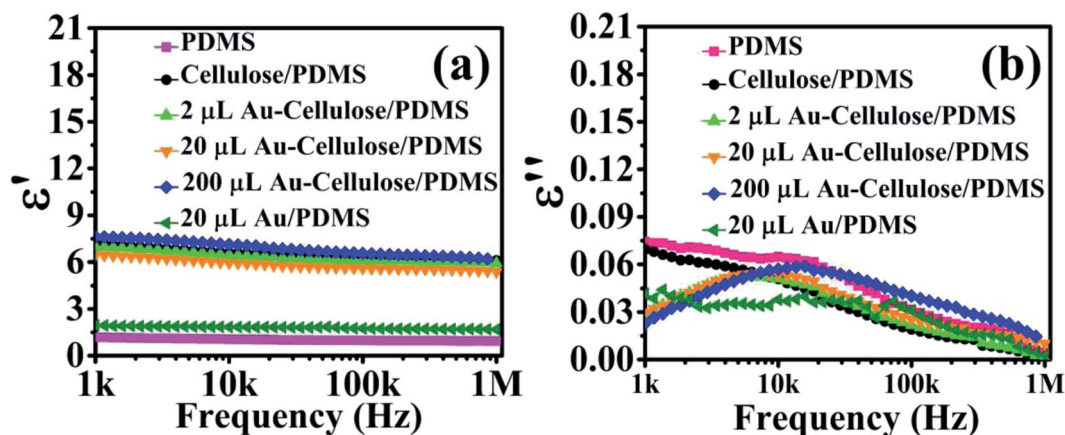 21
18
15
12
9
6
3
0
ε'
PDMS
Cellulose/PDMS
2 μL Au-Cellulose/PDMS
20 μL Au-Cellulose/PDMS
200 μL Au-Cellulose/PDMS
20 μL Au/PDMS
(a)
1k
10k
100k
1M
Frequency (Hz)
0.21
0.18
0.15
0.12
0.09
0.06
0.03
0.00
ε''
PDMS
Cellulose/PDMS
2 μL Au-Cellulose/PDMS
20 μL Au-Cellulose/PDMS
200 μL Au-Cellulose/PDMS
20 μL Au/PDMS
(b)
1k
10k
100k
1M
Frequency (Hz)